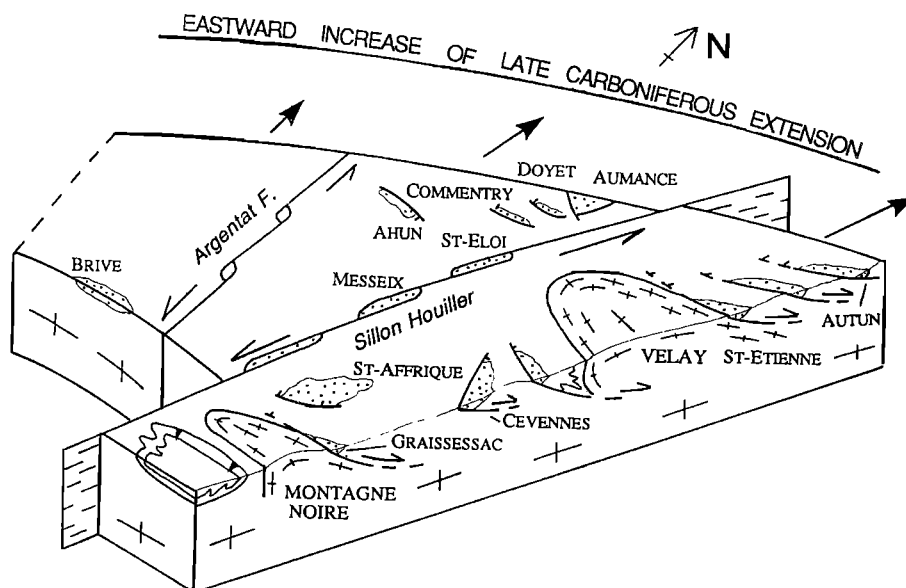 EASTWARD INCREASE OF LATE CARBONIFEROUS EXTENSION
N
DOYET
AUMANCE
COMMENTRY
Argentat F.
AHUN
ST-ELOI
BRIVE
MESSEIX
Sillon Houiller
AUTUN
VELAY
ST-ETIENNE
ST-AFFRIQUE
CEVENNES
GRAISSESSAC
MONTAGNE
NOIRE